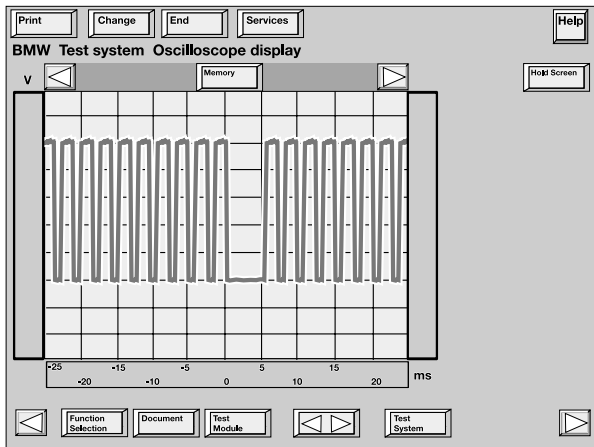 Print Change End Services Help
BMW Test system Oscilloscope display
V Memory Hold Screen
-25 -15 -5 5 15
-20 -10 0 10 20 ms
Function Selection Document Test Module Test System